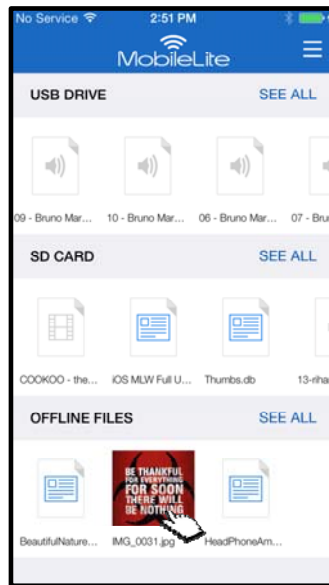 No Service 2:51 PM
MobileLite
USB DRIVE SEE ALL
09 - Bruno Mar... 10 - Bruno Mar... 06 - Bruno Mar... 07 - Bru
SD CARD SEE ALL
COOKOO - the... iOS MLW Full U... Thumbs.db 13-riha
OFFLINE FILES SEE ALL
BE THANKFUL
FOR EVERYTHING
FOR SOON
THERE WILL
BE NOTHING
BeautifulNature... IMG_0031.jpg HeadPhoneAm...